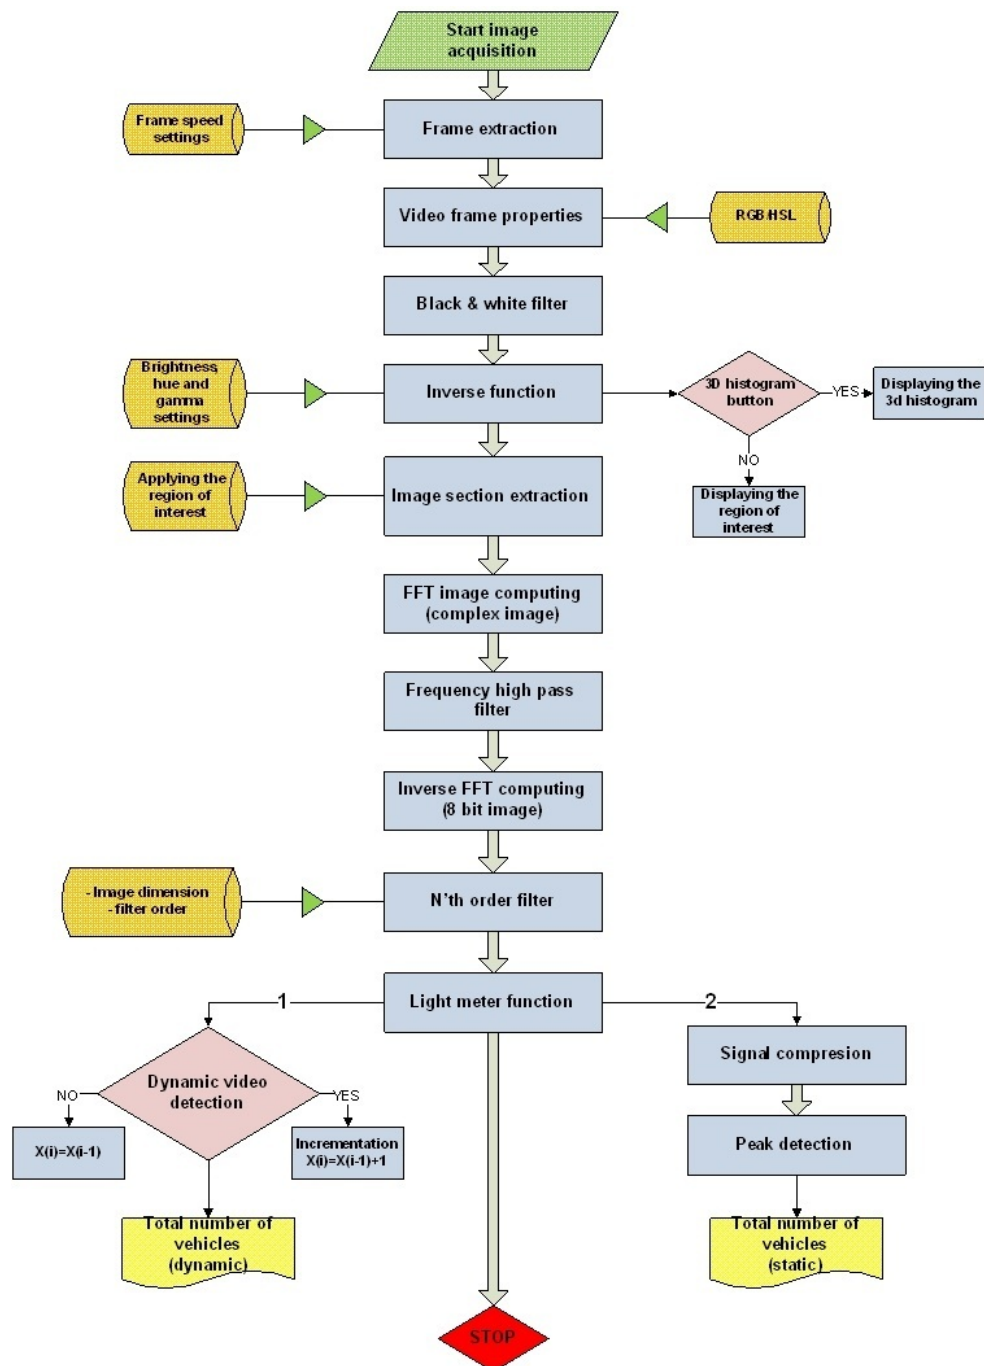 Start image
acquisition
Frame speed
settings
Frame extraction
Video frame properties
RGB/HSL
Black & white filter
Brightness,
hue and
gamma
settings
Inverse function
3D histogram
button
YES
Displaying the
3d histogram
NO
Displaying the
region of
interest
Applying the
region of
interest
Image section extraction
FFT image computing
(complex image)
Frequency high pass
filter
Inverse FFT computing
(8 bit image)
- Image dimension
- filter order
N'th order filter
Light meter function
1
2
Dynamic video
detection
NO
YES
X(i)=X(i-1)
Incrementation
X(i)=X(i-1)+1
Total number of
vehicles
(dynamic)
Signal compresion
Peak detection
Total number of
vehicles
(static)
STOP